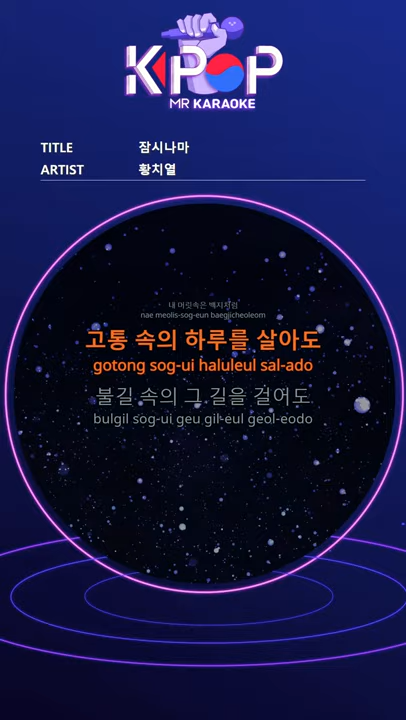 KPOP
MR KARAOKE
TITLE 잠시나마
ARTIST 황치열
내 머릿속은 백지처럼
nae meolis-sog-eun baegjicheoleom
고통 속의 하루를 살아도
gotong sog-ui haluleul sal-ado
불길 속의 그 길을 걸어도
bulgil sog-ui geu gil-eul geol-eodo